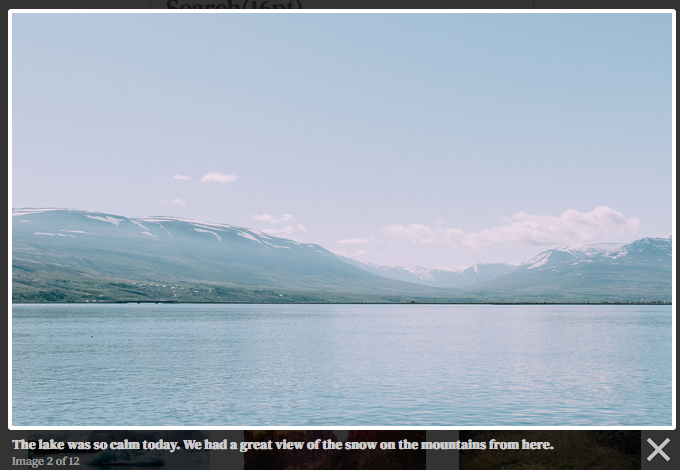 Search(16pt)
The lake was so calm today. We had a great view of the snow on the mountains from here.
Image 2 of 12